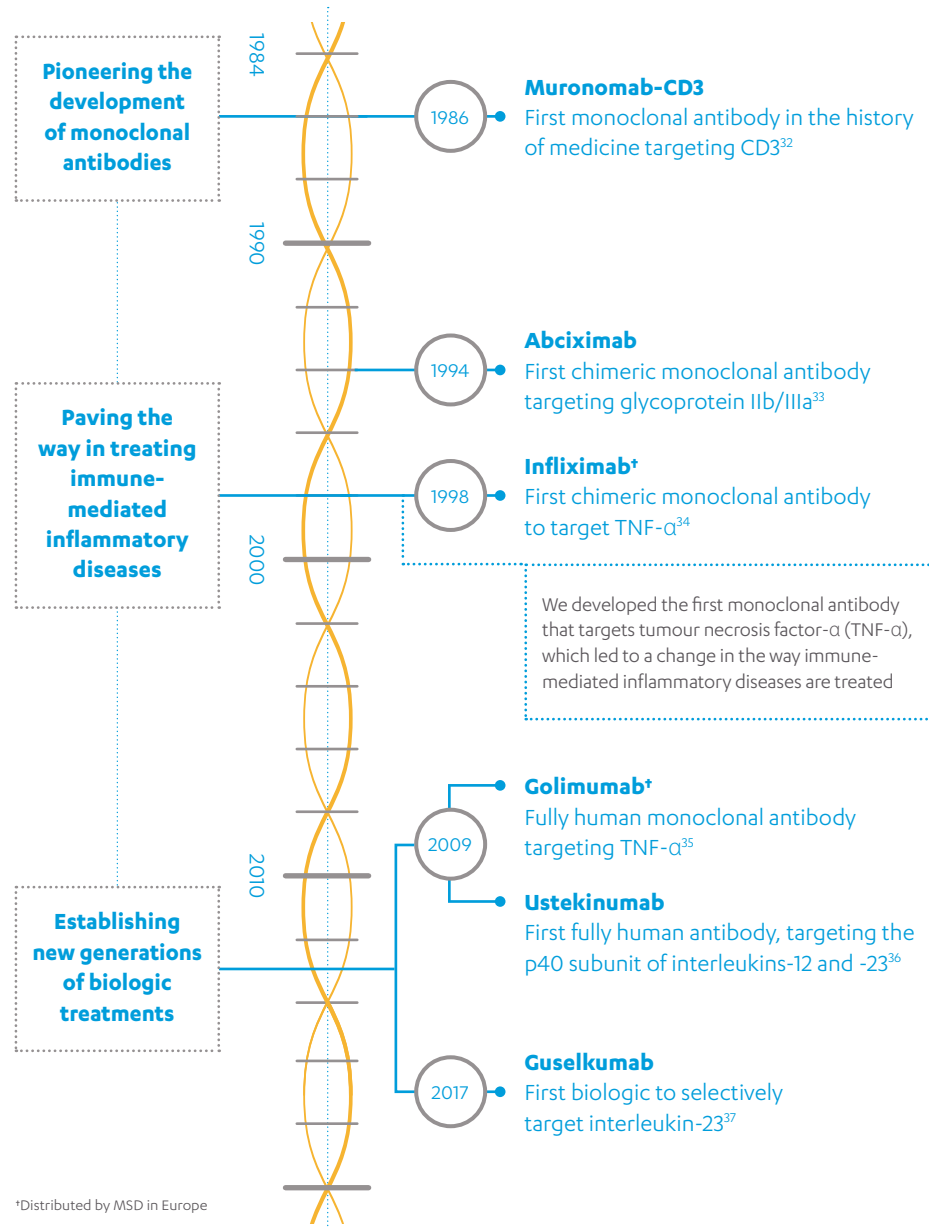 1984
Pioneering the
development
of monoclonal
antibodies
1986
Muronomab-CD3
First monoclonal antibody in the history
of medicine targeting CD3³²
1990
1994
Abciximab
First chimeric monoclonal antibody
targeting glycoprotein IIb/IIIa³³
Paving the
way in treating
immune-
mediated
inflammatory
diseases
1998
Infliximab†
First chimeric monoclonal antibody
to target TNF-α³⁴
2000
We developed the first monoclonal antibody
that targets tumour necrosis factor-α (TNF-α),
which led to a change in the way immune-
mediated inflammatory diseases are treated
2009
Golimumab†
Fully human monoclonal antibody
targeting TNF-α³⁵
2010
Ustekinumab
First fully human antibody, targeting the
p40 subunit of interleukins-12 and -23³⁶
Establishing
new generations
of biologic
treatments
2017
Guselkumab
First biologic to selectively
target interleukin-23³⁷
†Distributed by MSD in Europe